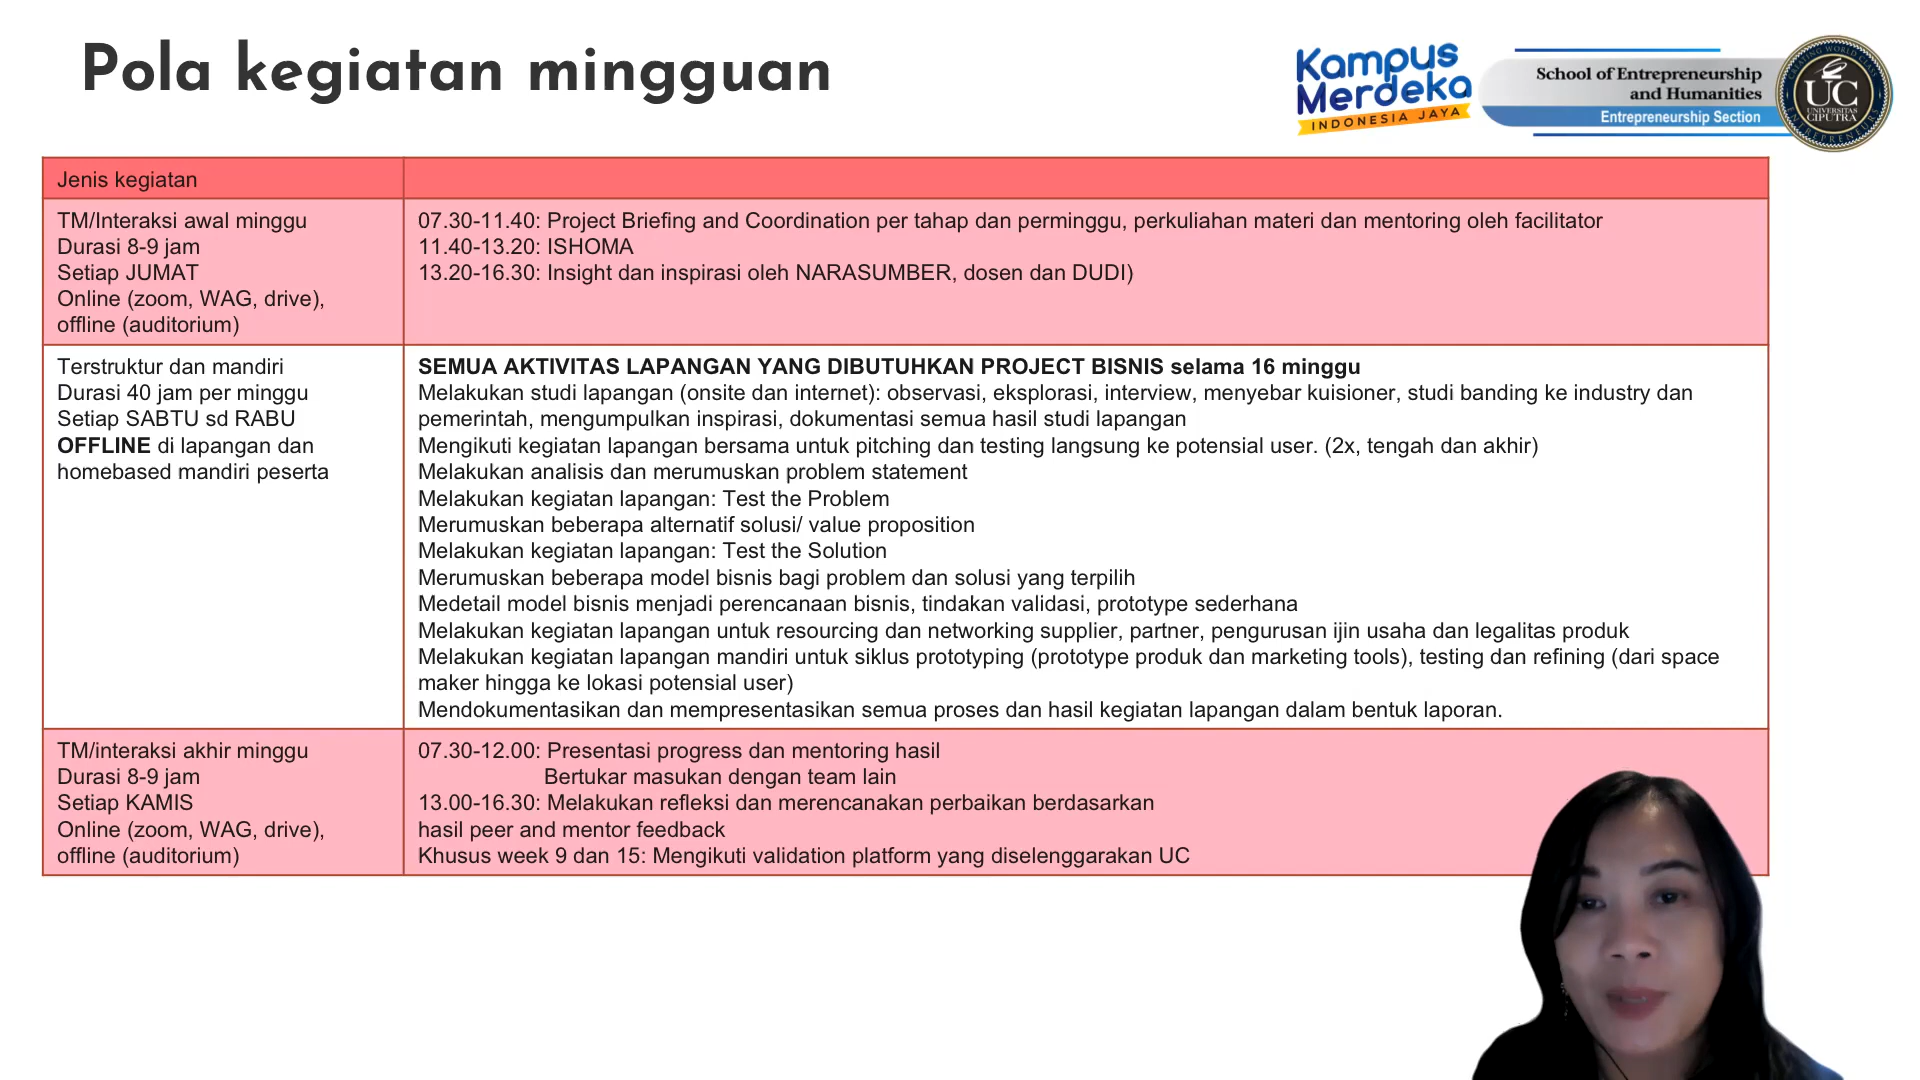 Pola kegiatan mingguan
Kampus
Merdeka
INDONESIA JAYA
School of Entrepreneurship
and Humanities
Entrepreneurship Section
UC
UNIVERSITAS
CIPUTRA
Jenis kegiatan
TM/Interaksi awal minggu
Durasi 8-9 jam
Setiap JUMAT
Online (zoom, WAG, drive),
offline (auditorium)
07.30-11.40: Project Briefing and Coordination per tahap dan perminggu, perkuliahan materi dan mentoring oleh facilitator
11.40-13.20: ISHOMA
13.20-16.30: Insight dan inspirasi oleh NARASUMBER, dosen dan DUDI)
Terstruktur dan mandiri
Durasi 40 jam per minggu
Setiap SABTU sd RABU
OFFLINE di lapangan dan
homebased mandiri peserta
SEMUA AKTIVITAS LAPANGAN YANG DIBUTUHKAN PROJECT BISNIS selama 16 minggu
Melakukan studi lapangan (onsite dan internet): observasi, eksplorasi, interview, menyebar kuisioner, studi banding ke industry dan
pemerintah, mengumpulkan inspirasi, dokumentasi semua hasil studi lapangan
Mengikuti kegiatan lapangan bersama untuk pitching dan testing langsung ke potensial user. (2x, tengah dan akhir)
Melakukan analisis dan merumuskan problem statement
Melakukan kegiatan lapangan: Test the Problem
Merumuskan beberapa alternatif solusi/ value proposition
Melakukan kegiatan lapangan: Test the Solution
Merumuskan beberapa model bisnis bagi problem dan solusi yang terpilih
Medetail model bisnis menjadi perencanaan bisnis, tindakan validasi, prototype sederhana
Melakukan kegiatan lapangan untuk resourcing dan networking supplier, partner, pengurusan ijin usaha dan legalitas produk
Melakukan kegiatan lapangan mandiri untuk siklus prototyping (prototype produk dan marketing tools), testing dan refining (dari space
maker hingga ke lokasi potensial user)
Mendokumentasikan dan mempresentasikan semua proses dan hasil kegiatan lapangan dalam bentuk laporan.
TM/interaksi akhir minggu
Durasi 8-9 jam
Setiap KAMIS
Online (zoom, WAG, drive),
offline (auditorium)
07.30-12.00: Presentasi progress dan mentoring hasil
Bertukar masukan dengan team lain
13.00-16.30: Melakukan refleksi dan merencanakan perbaikan berdasarkan
hasil peer and mentor feedback
Khusus week 9 dan 15: Mengikuti validation platform yang diselenggarakan UC